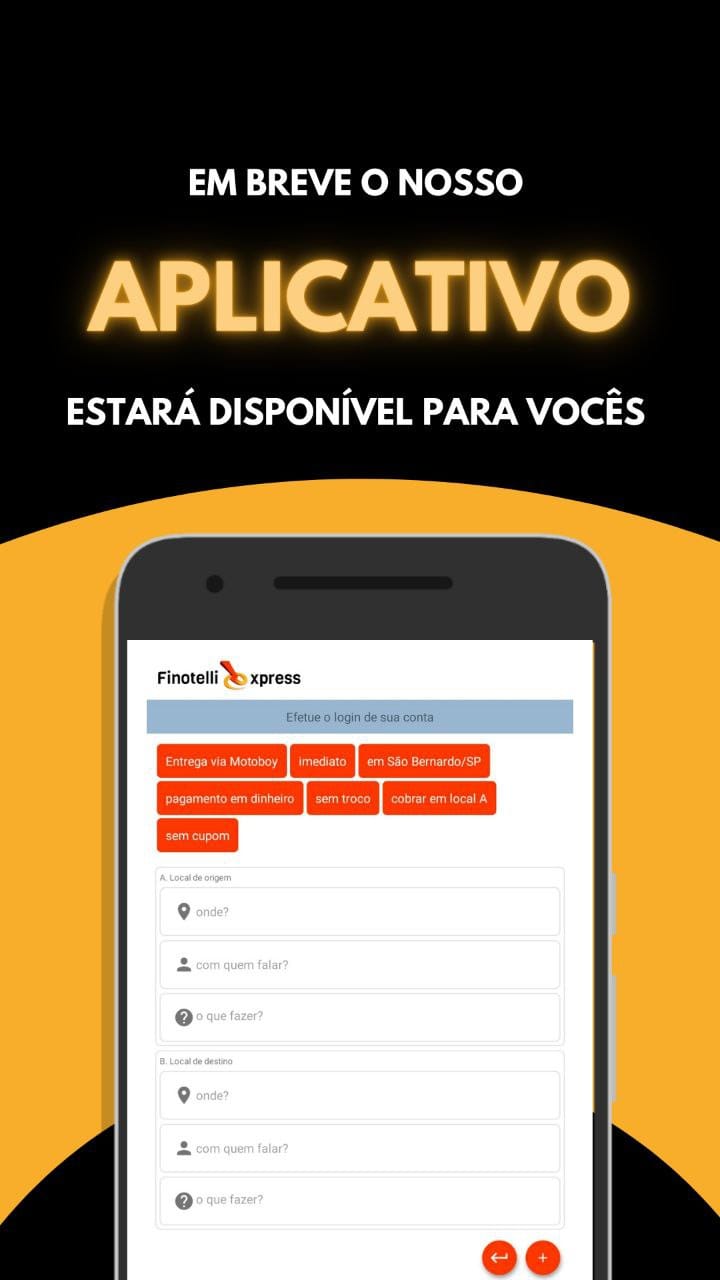 EM BREVE O NOSSO
APLICATIVO
ESTARÁ DISPONÍVEL PARA VOCÊS
Finotelli xpress
Efetue o login de sua conta
Entrega via Motoboy imediato em São Bernardo/SP
pagamento em dinheiro sem troco cobrar em local A
sem cupom
A. Local de origem
onde?
com quem falar?
o que fazer?
B. Local de destino
onde?
com quem falar?
o que fazer?